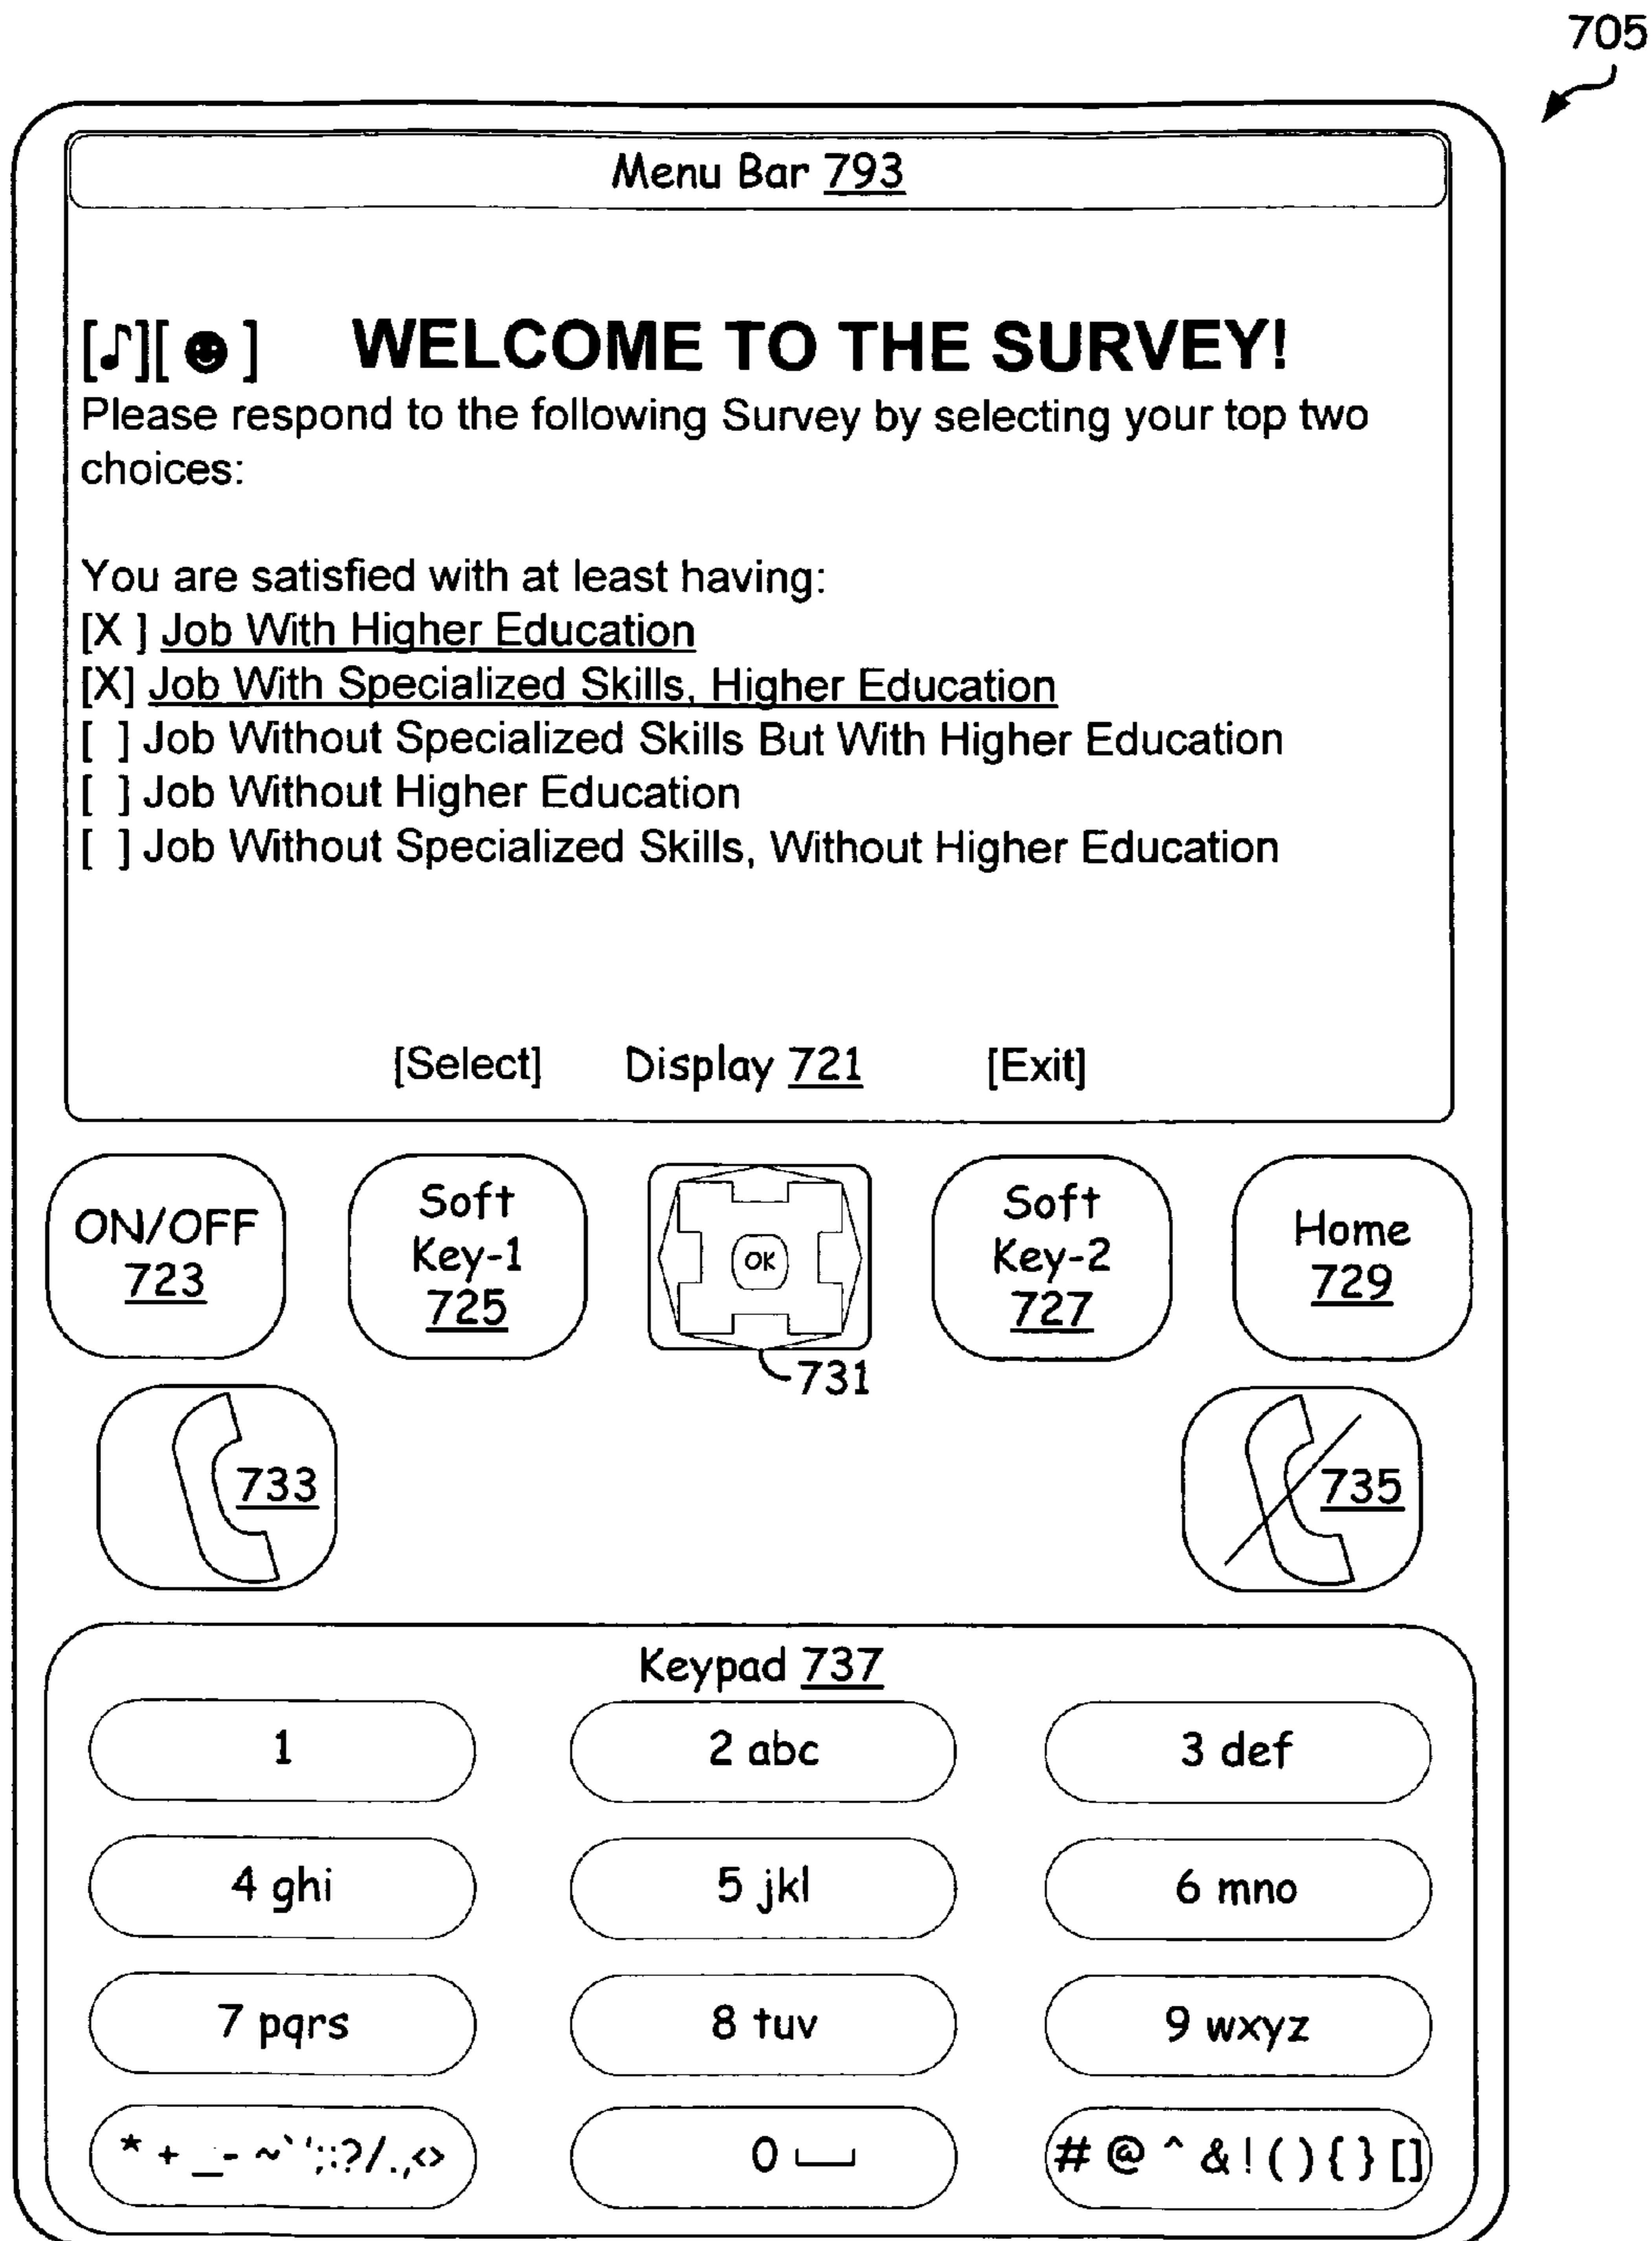 705
Menu Bar 793
[♪][ ☻ ] WELCOME TO THE SURVEY!
Please respond to the following Survey by selecting your top two
choices:
You are satisfied with at least having:
[X ] Job With Higher Education
[X] Job With Specialized Skills, Higher Education
[ ] Job Without Specialized Skills But With Higher Education
[ ] Job Without Higher Education
[ ] Job Without Specialized Skills, Without Higher Education
[Select] Display 721 [Exit]
ON/OFF
723
Soft
Key-1
725
OK
731
Soft
Key-2
727
Home
729
733
735
Keypad 737
1
2 abc
3 def
4 ghi
5 jkl
6 mno
7 pqrs
8 tuv
9 wxyz
* + _- ~` ';:?/.,<>
0 ⎵
# @ ^ & ! ( ) { } []